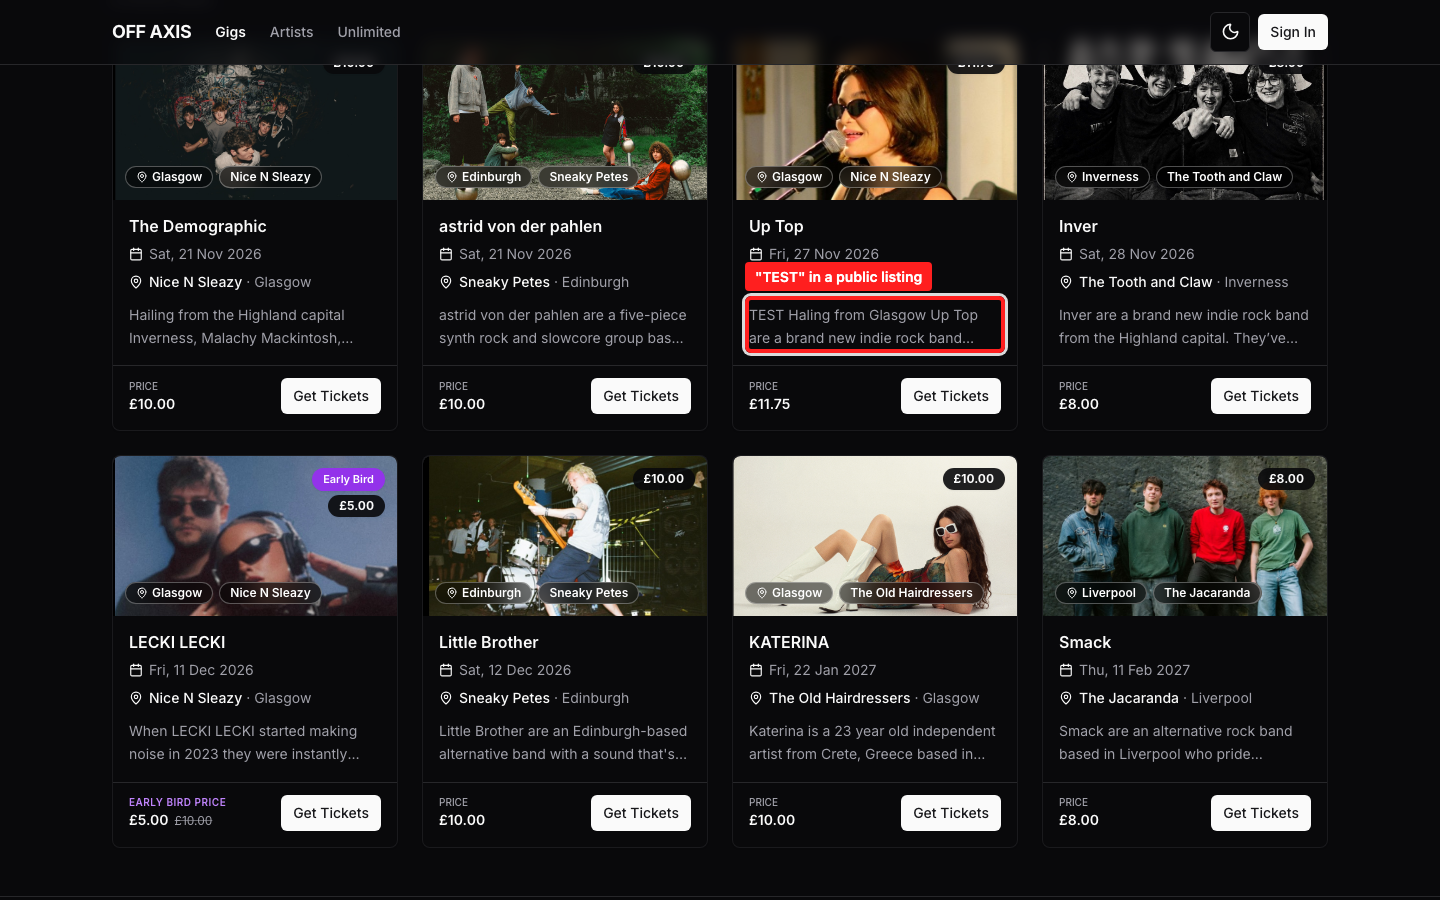 OFF AXIS Gigs Artists Unlimited Sign In
Glasgow Nice N Sleazy
Edinburgh Sneaky Petes
Glasgow Nice N Sleazy
Inverness The Tooth and Claw
The Demographic
Sat, 21 Nov 2026
Nice N Sleazy · Glasgow
Hailing from the Highland capital
Inverness, Malachy Mackintosh,...
PRICE
£10.00
Get Tickets
astrid von der pahlen
Sat, 21 Nov 2026
Sneaky Petes · Edinburgh
astrid von der pahlen are a five-piece
synth rock and slowcore group bas...
PRICE
£10.00
Get Tickets
Up Top
Fri, 27 Nov 2026
"TEST" in a public listing
TEST Haling from Glasgow Up Top
are a brand new indie rock band...
PRICE
£11.75
Get Tickets
Inver
Sat, 28 Nov 2026
The Tooth and Claw · Inverness
Inver are a brand new indie rock band
from the Highland capital. They've...
PRICE
£8.00
Get Tickets
Early Bird
£5.00
Glasgow Nice N Sleazy
LECKI LECKI
Fri, 11 Dec 2026
Nice N Sleazy · Glasgow
When LECKI LECKI started making
noise in 2023 they were instantly...
EARLY BIRD PRICE
£5.00 £10.00
Get Tickets
£10.00
Edinburgh Sneaky Petes
Little Brother
Sat, 12 Dec 2026
Sneaky Petes · Edinburgh
Little Brother are an Edinburgh-based
alternative band with a sound that's...
PRICE
£10.00
Get Tickets
£10.00
Glasgow The Old Hairdressers
KATERINA
Fri, 22 Jan 2027
The Old Hairdressers · Glasgow
Katerina is a 23 year old independent
artist from Crete, Greece based in...
PRICE
£10.00
Get Tickets
£8.00
Liverpool The Jacaranda
Smack
Thu, 11 Feb 2027
The Jacaranda · Liverpool
Smack are an alternative rock band
based in Liverpool who pride...
PRICE
£8.00
Get Tickets